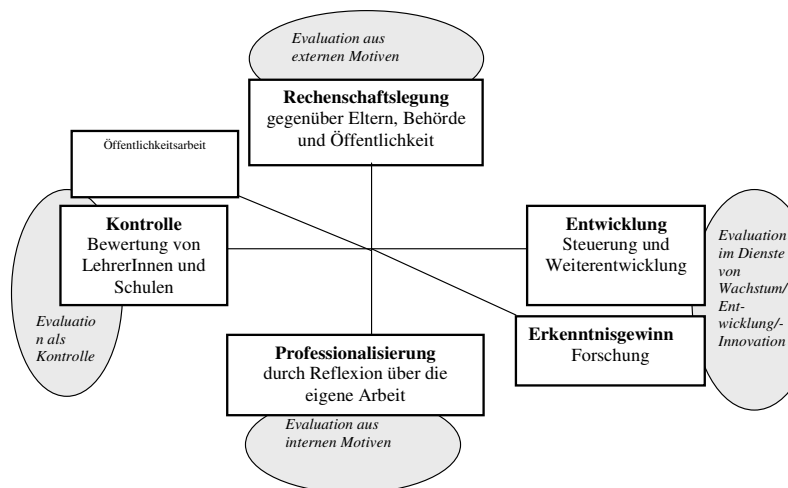 Evaluation aus
externen Motiven
Rechenschaftslegung
gegenüber Eltern, Behörde
und Öffentlichkeit
Öffentlichkeitsarbeit
Kontrolle
Bewertung von
LehrerInnen und
Schulen
Evaluatio
n als
Kontrolle
Entwicklung
Steuerung und
Weiterentwicklung
Evaluation
im Dienste
von
Wachstum/
Ent-
wicklung/-
Innovation
Erkenntnisgewinn
Forschung
Professionalisierung
durch Reflexion über die
eigene Arbeit
Evaluation aus
internen Motiven